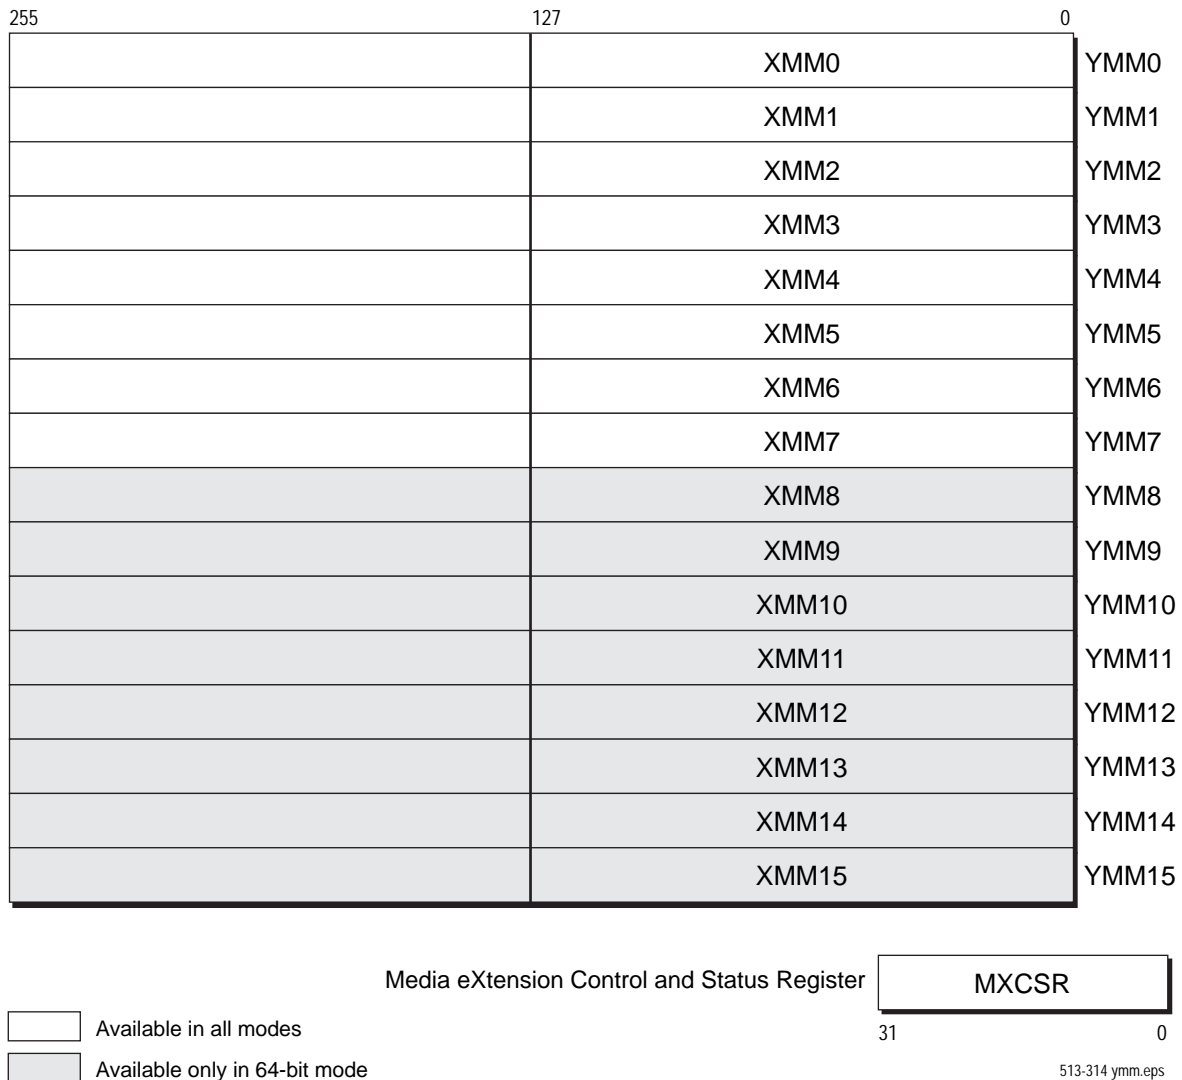 255 127 0
XMM0 YMM0
XMM1 YMM1
XMM2 YMM2
XMM3 YMM3
XMM4 YMM4
XMM5 YMM5
XMM6 YMM6
XMM7 YMM7
XMM8 YMM8
XMM9 YMM9
XMM10 YMM10
XMM11 YMM11
XMM12 YMM12
XMM13 YMM13
XMM14 YMM14
XMM15 YMM15
Media eXtension Control and Status Register MXCSR
Available in all modes 31 0
Available only in 64-bit mode 513-314 ymm.eps